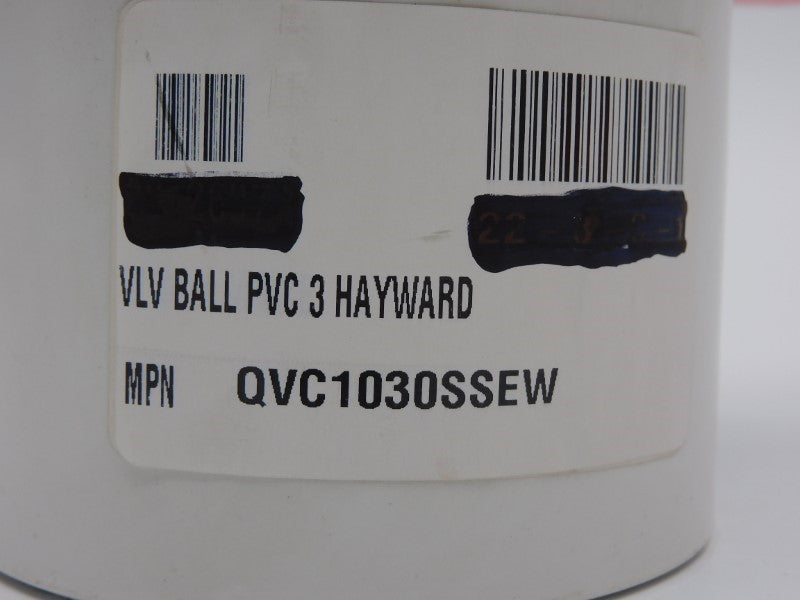 VLV BALL PVC 3 HAYWARD
MPN QVC1030SSEW